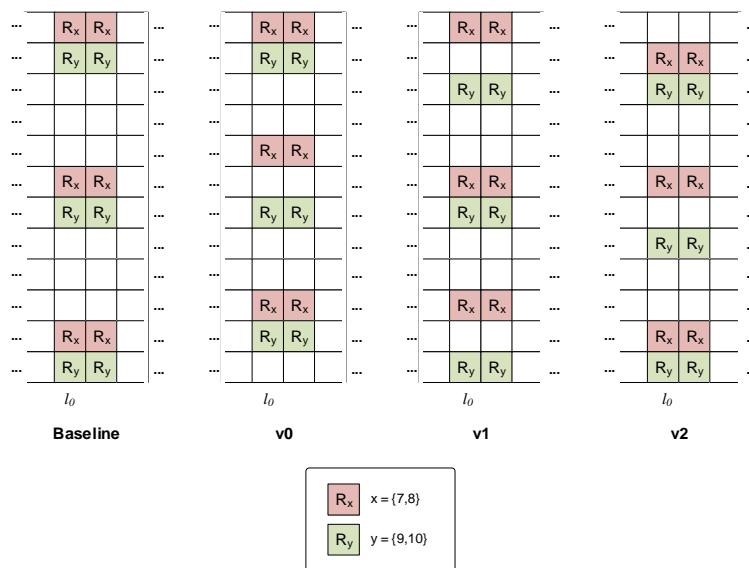 ... Rx Rx ... ... Rx Rx ... ... Rx Rx ... ...
... Ry Ry ... ... Ry Ry ... ... ... ... Rx Rx
... ... ... ... ... Ry Ry ... ... Ry Ry
... ... ... ... ... ... ...
... ... ... Rx Rx ... ... ... ...
... Rx Rx ... ... ... ... Rx Rx ... ... Rx Rx
... Ry Ry ... ... Ry Ry ... ... Ry Ry ... ...
... ... ... ... ... ... ... Ry Ry
... ... ... ... ... ... ...
... ... ... Rx Rx ... ... Rx Rx ... ...
... Rx Rx ... ... Ry Ry ... ... ... ... Rx Rx
... Ry Ry ... ... ... ... Ry Ry ... ... Ry Ry
l0 l0 l0 l0
Baseline v0 v1 v2
Rx x = {7,8}
Ry y = {9,10}